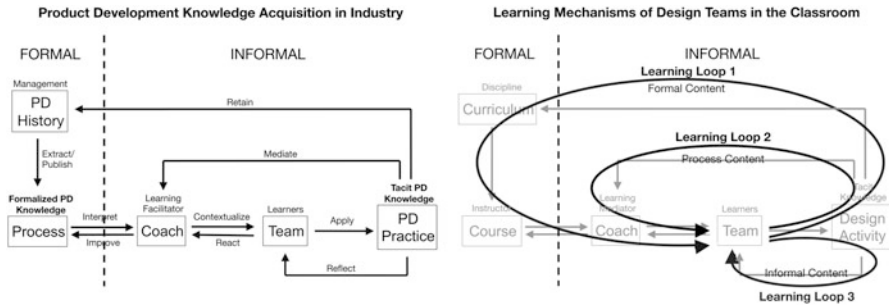 Product Development Knowledge Acquisition in Industry
FORMAL
INFORMAL
Management
PD
History
Retain
Extract/
Publish
Mediate
Formalized PD
Knowledge
Process
Interpret
Improve
Learning
Facilitator
Coach
Contextualize
React
Learners
Team
Apply
Tacit PD
Knowledge
PD
Practice
Reflect
Learning Mechanisms of Design Teams in the Classroom
FORMAL
INFORMAL
Learning Loop 1
Formal Content
Discipline
Curriculum
Learning Loop 2
Process Content
Instructor
Course
Learning
Mediator
Coach
Learners
Team
Tacit
Knowledge
Design
Activity
Informal Content
Learning Loop 3